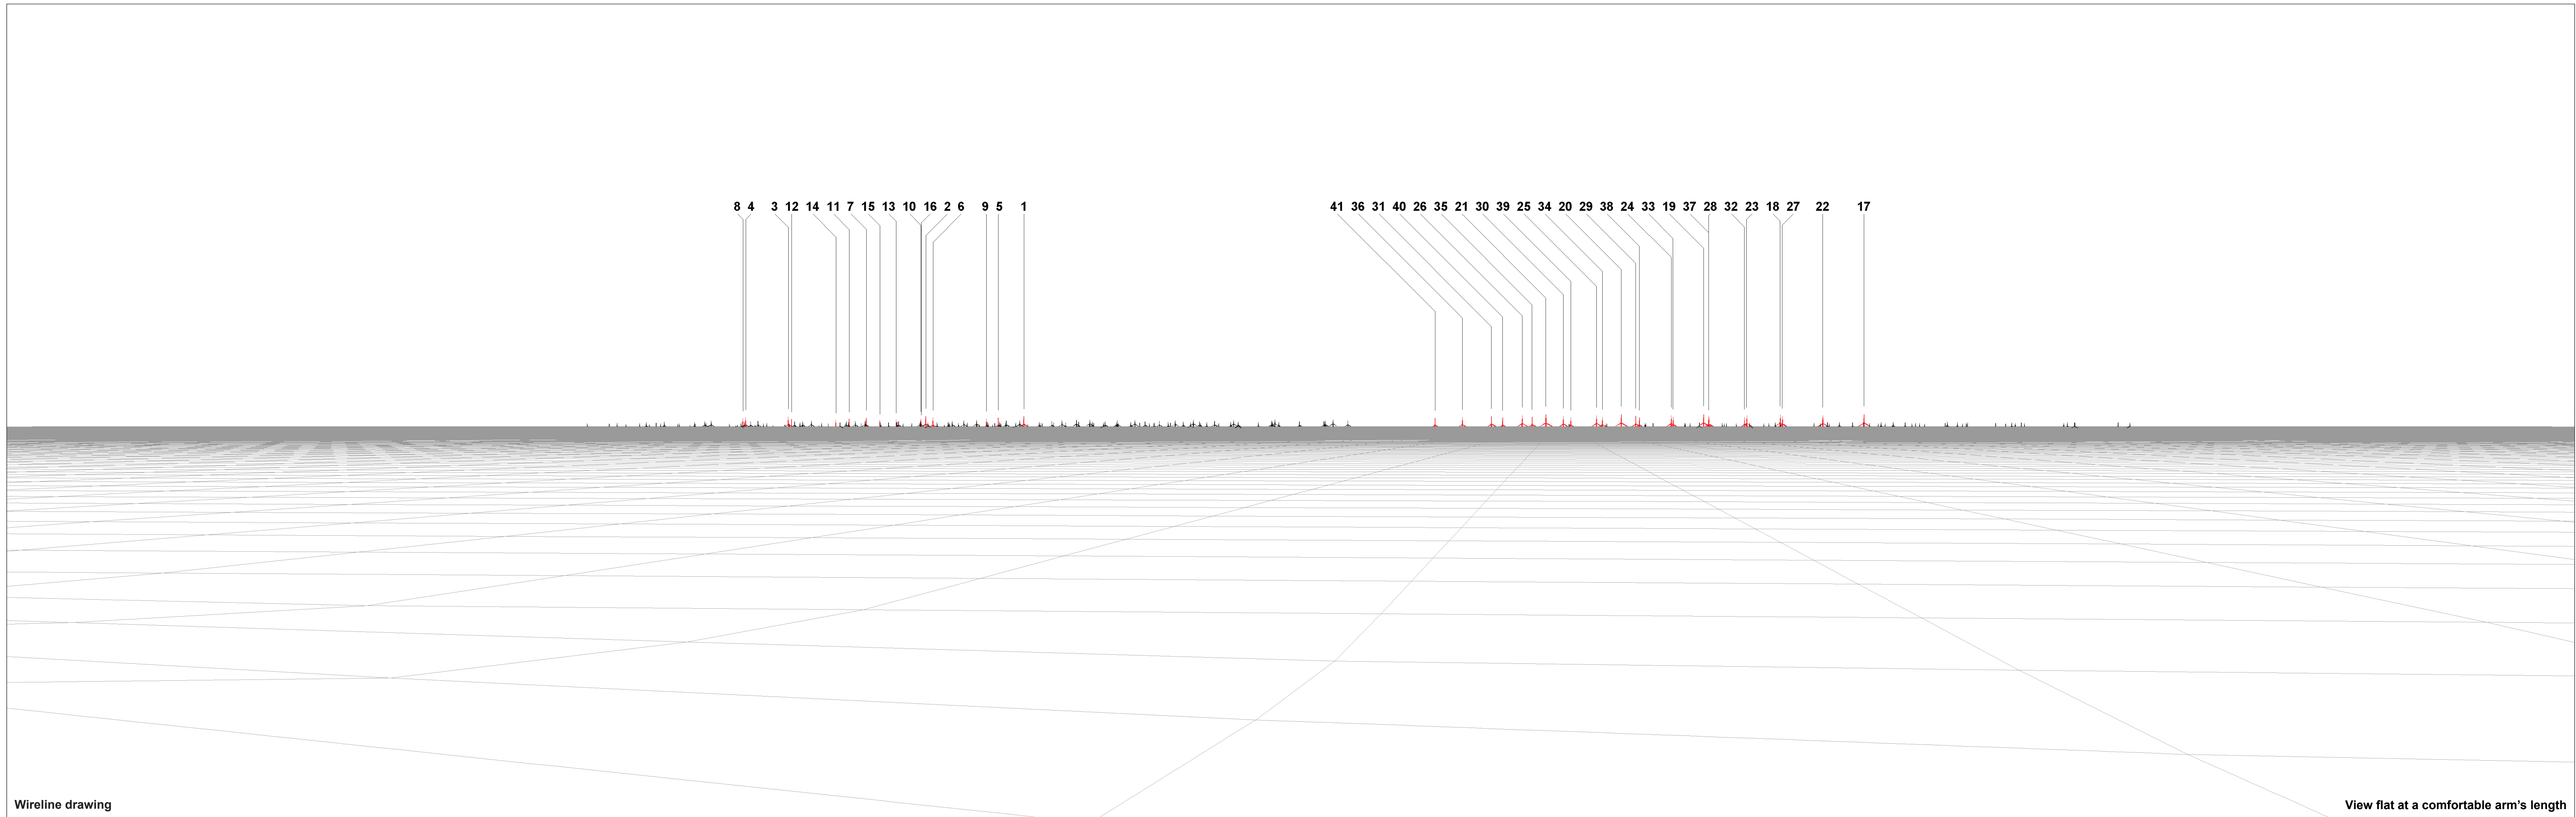 8 4 3 12 14 11 7 15 13 10 16 2 6 9 5 1 41 36 31 40 26 35 21 30 39 25 34 20 29 38 24 33 19 37 28 32 23 18 27 22 17
Wireline drawing View flat at a comfortable arm’s length